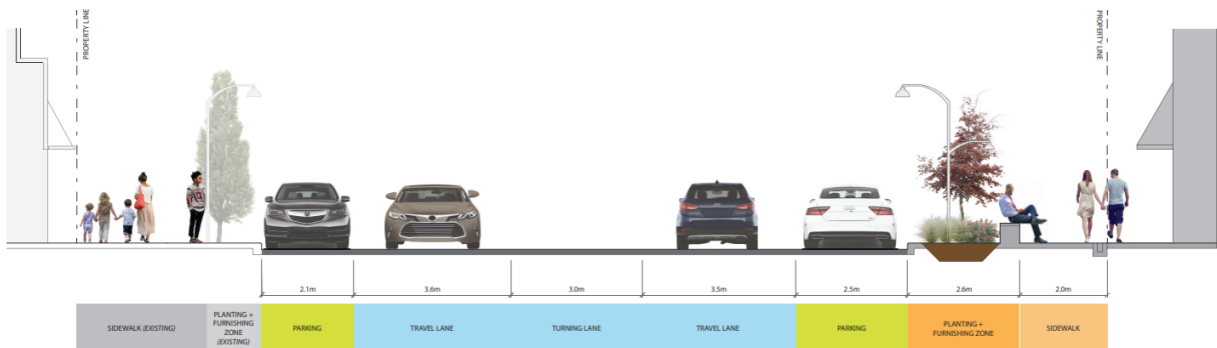 PROPERTY LINE
PROPERTY LINE
2.1m
3.6m
3.0m
3.5m
2.5m
2.6m
2.0m
SIDEWALK (EXISTING)
PLANTING +
FURNISHING
ZONE
(EXISTING)
PARKING
TRAVEL LANE
TURNING LANE
TRAVEL LANE
PARKING
PLANTING +
FURNISHING ZONE
SIDEWALK